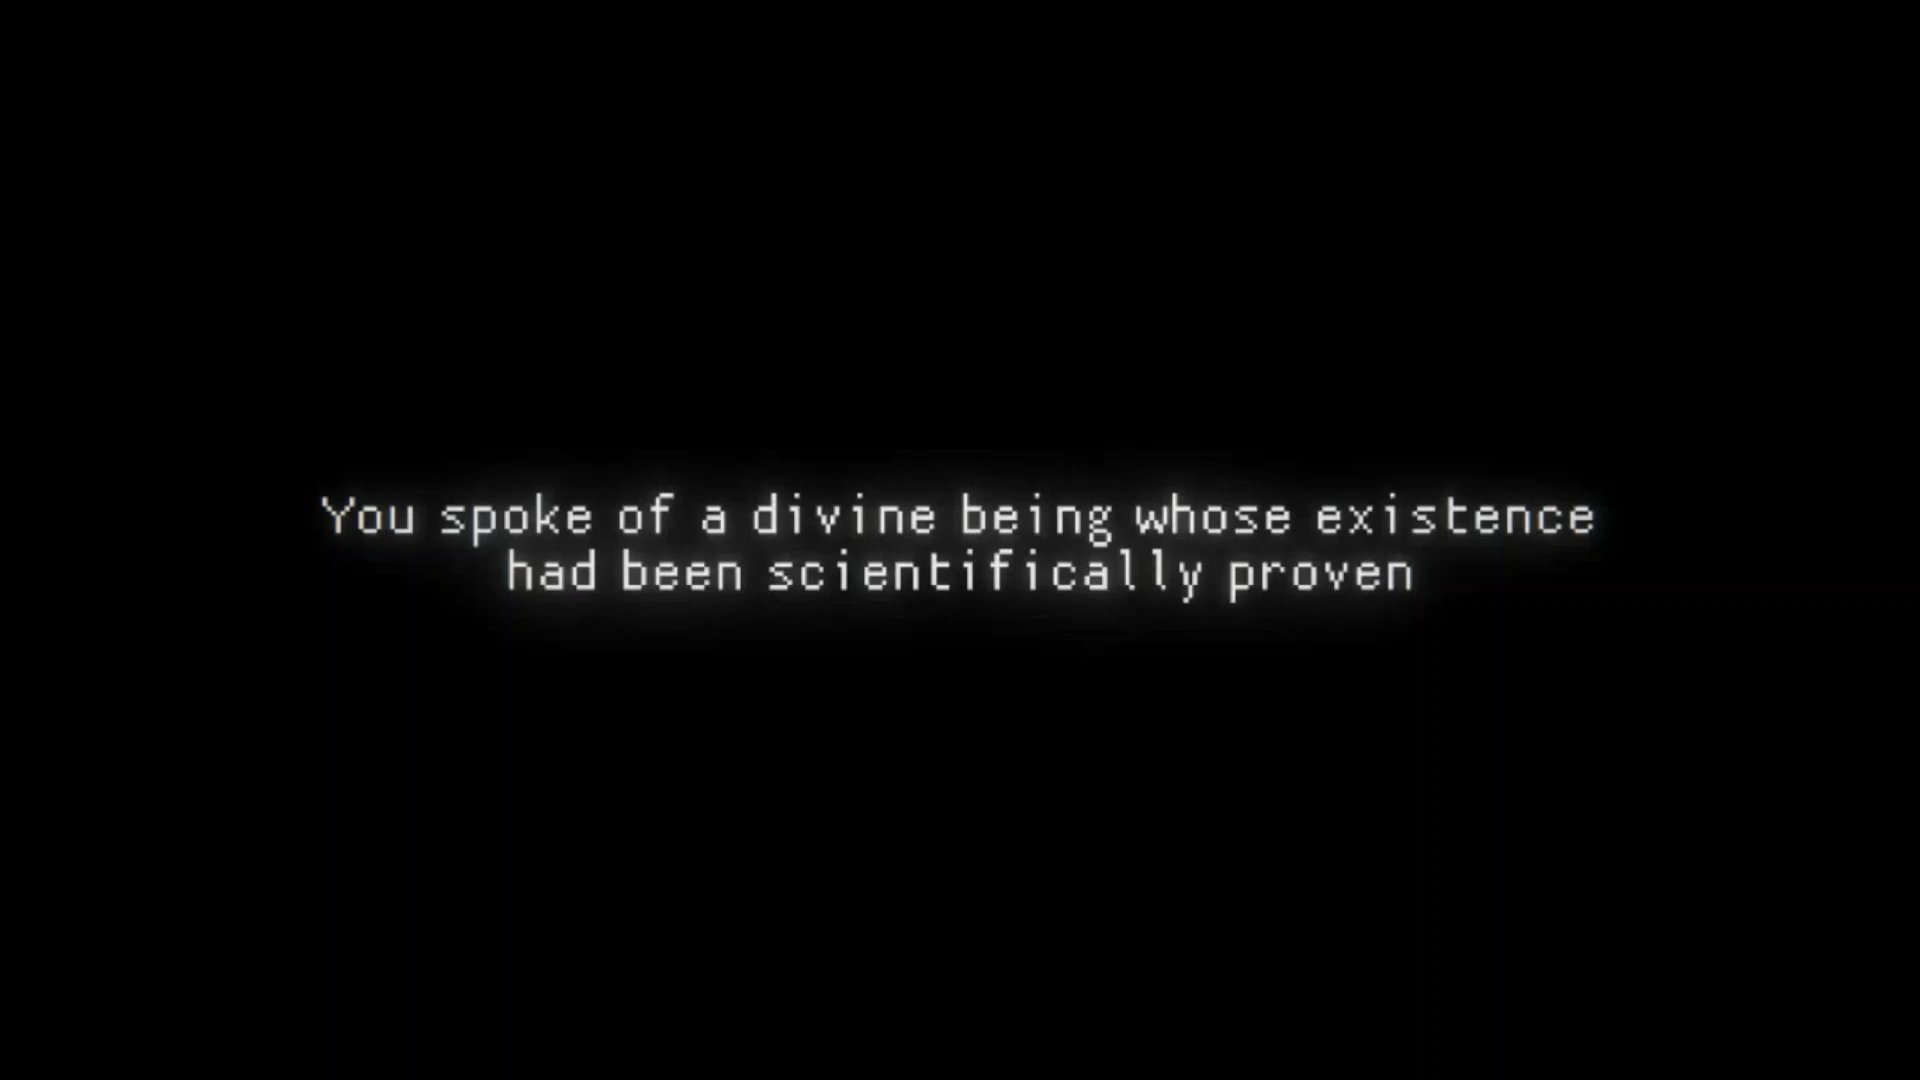 You spoke of a divine being whose existence
had been scientifically proven